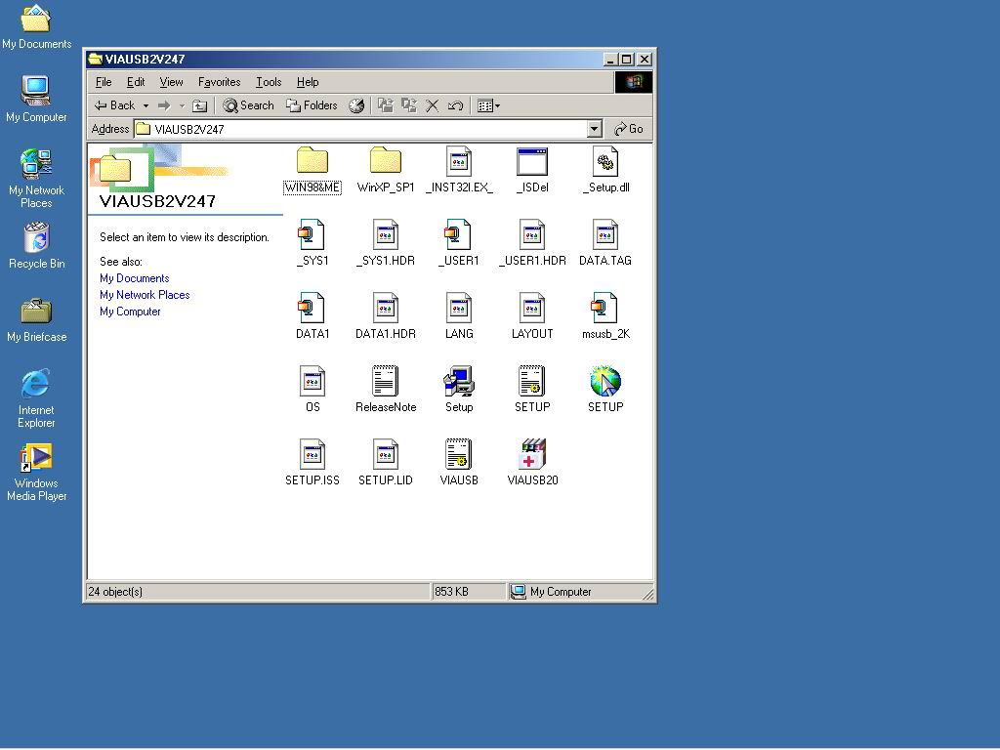 My Documents
My Computer
My Network
Places
Recycle Bin
My Briefcase
Internet
Explorer
Windows
Media Player
VIAUSB2V247
File Edit View Favorites Tools Help
Back Search Folders
Address VIAUSB2V247 Go
VIAUSB2V247
Select an item to view its description.
See also:
My Documents
My Network Places
My Computer
WIN98&ME WinXP_SP1 _INST32I.EX_ _ISDel _Setup.dll
_SYS1 _SYS1.HDR _USER1 _USER1.HDR DATA.TAG
DATA1 DATA1.HDR LANG LAYOUT msusb_2K
OS ReleaseNote Setup SETUP SETUP
SETUP.ISS SETUP.LID VIAUSB VIAUSB20
24 object(s) 853 KB My Computer